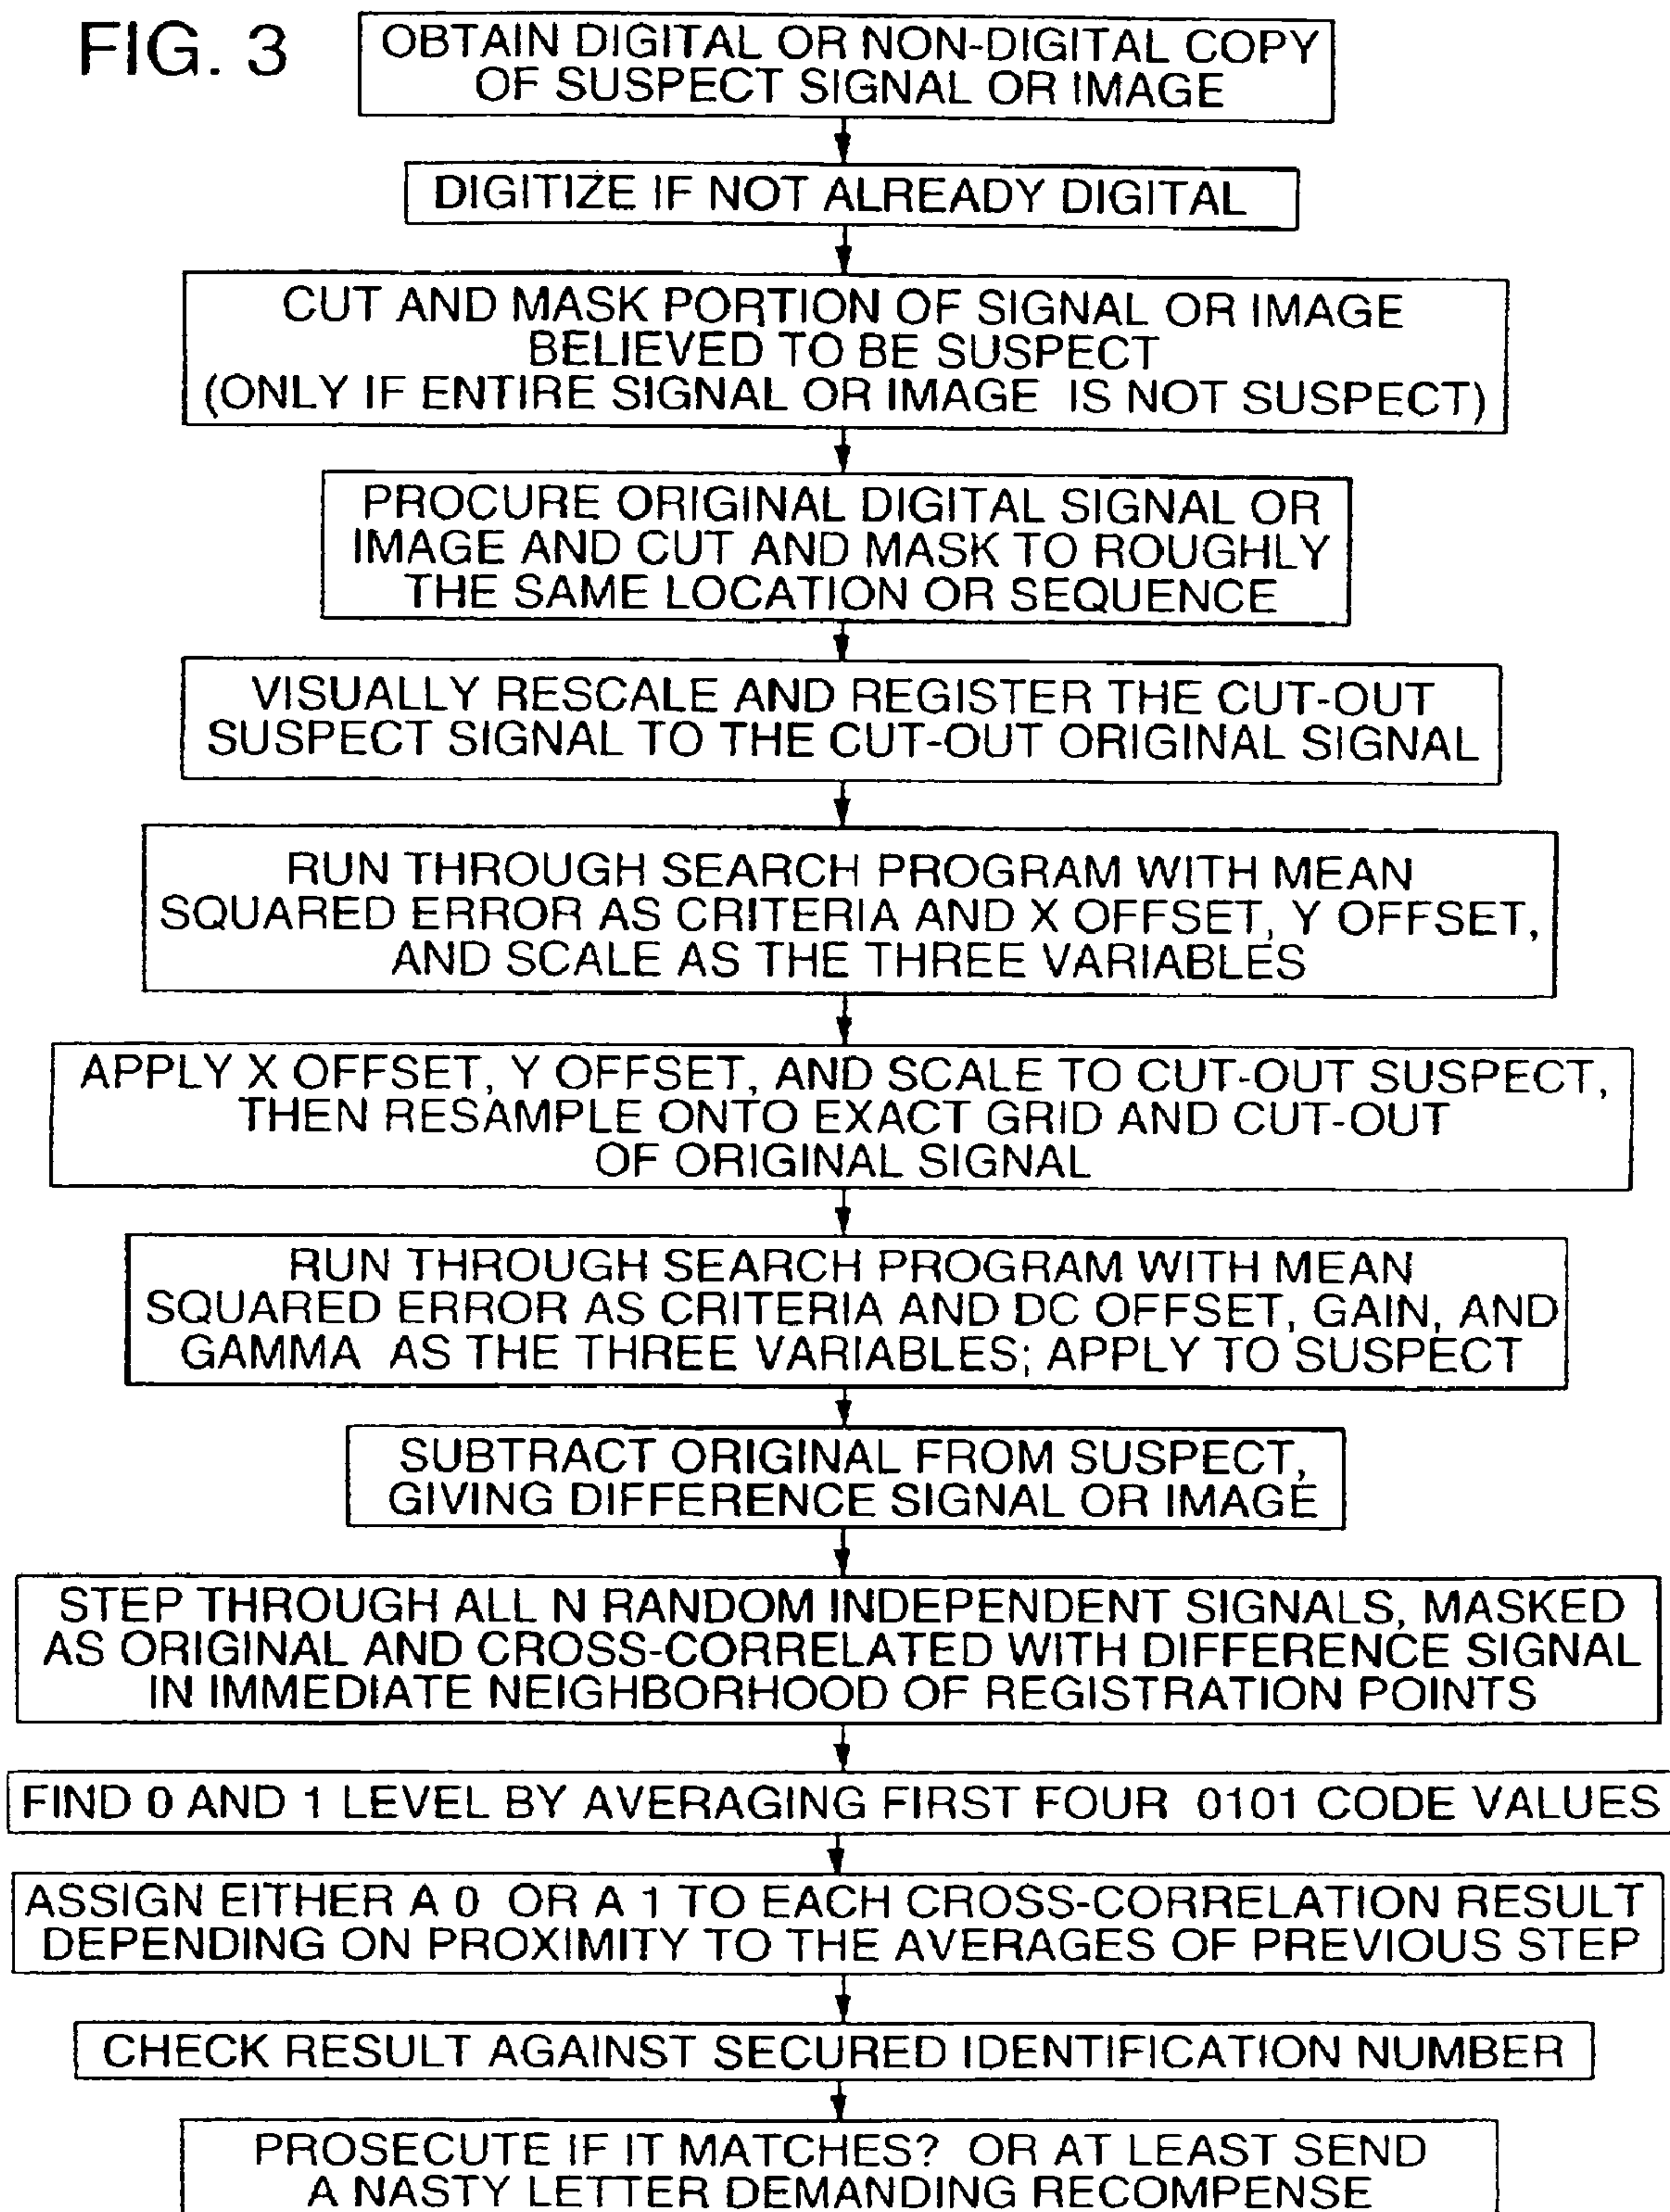 FIG. 3
OBTAIN DIGITAL OR NON-DIGITAL COPY
OF SUSPECT SIGNAL OR IMAGE
DIGITIZE IF NOT ALREADY DIGITAL
CUT AND MASK PORTION OF SIGNAL OR IMAGE
BELIEVED TO BE SUSPECT
(ONLY IF ENTIRE SIGNAL OR IMAGE IS NOT SUSPECT)
PROCURE ORIGINAL DIGITAL SIGNAL OR
IMAGE AND CUT AND MASK TO ROUGHLY
THE SAME LOCATION OR SEQUENCE
VISUALLY RESCALE AND REGISTER THE CUT-OUT
SUSPECT SIGNAL TO THE CUT-OUT ORIGINAL SIGNAL
RUN THROUGH SEARCH PROGRAM WITH MEAN
SQUARED ERROR AS CRITERIA AND X OFFSET, Y OFFSET,
AND SCALE AS THE THREE VARIABLES
APPLY X OFFSET, Y OFFSET, AND SCALE TO CUT-OUT SUSPECT,
THEN RESAMPLE ONTO EXACT GRID AND CUT-OUT
OF ORIGINAL SIGNAL
RUN THROUGH SEARCH PROGRAM WITH MEAN
SQUARED ERROR AS CRITERIA AND DC OFFSET, GAIN, AND
GAMMA AS THE THREE VARIABLES; APPLY TO SUSPECT
SUBTRACT ORIGINAL FROM SUSPECT,
GIVING DIFFERENCE SIGNAL OR IMAGE
STEP THROUGH ALL N RANDOM INDEPENDENT SIGNALS, MASKED
AS ORIGINAL AND CROSS-CORRELATED WITH DIFFERENCE SIGNAL
IN IMMEDIATE NEIGHBORHOOD OF REGISTRATION POINTS
FIND 0 AND 1 LEVEL BY AVERAGING FIRST FOUR 0101 CODE VALUES
ASSIGN EITHER A 0 OR A 1 TO EACH CROSS-CORRELATION RESULT
DEPENDING ON PROXIMITY TO THE AVERAGES OF PREVIOUS STEP
CHECK RESULT AGAINST SECURED IDENTIFICATION NUMBER
PROSECUTE IF IT MATCHES? OR AT LEAST SEND
A NASTY LETTER DEMANDING RECOMPENSE